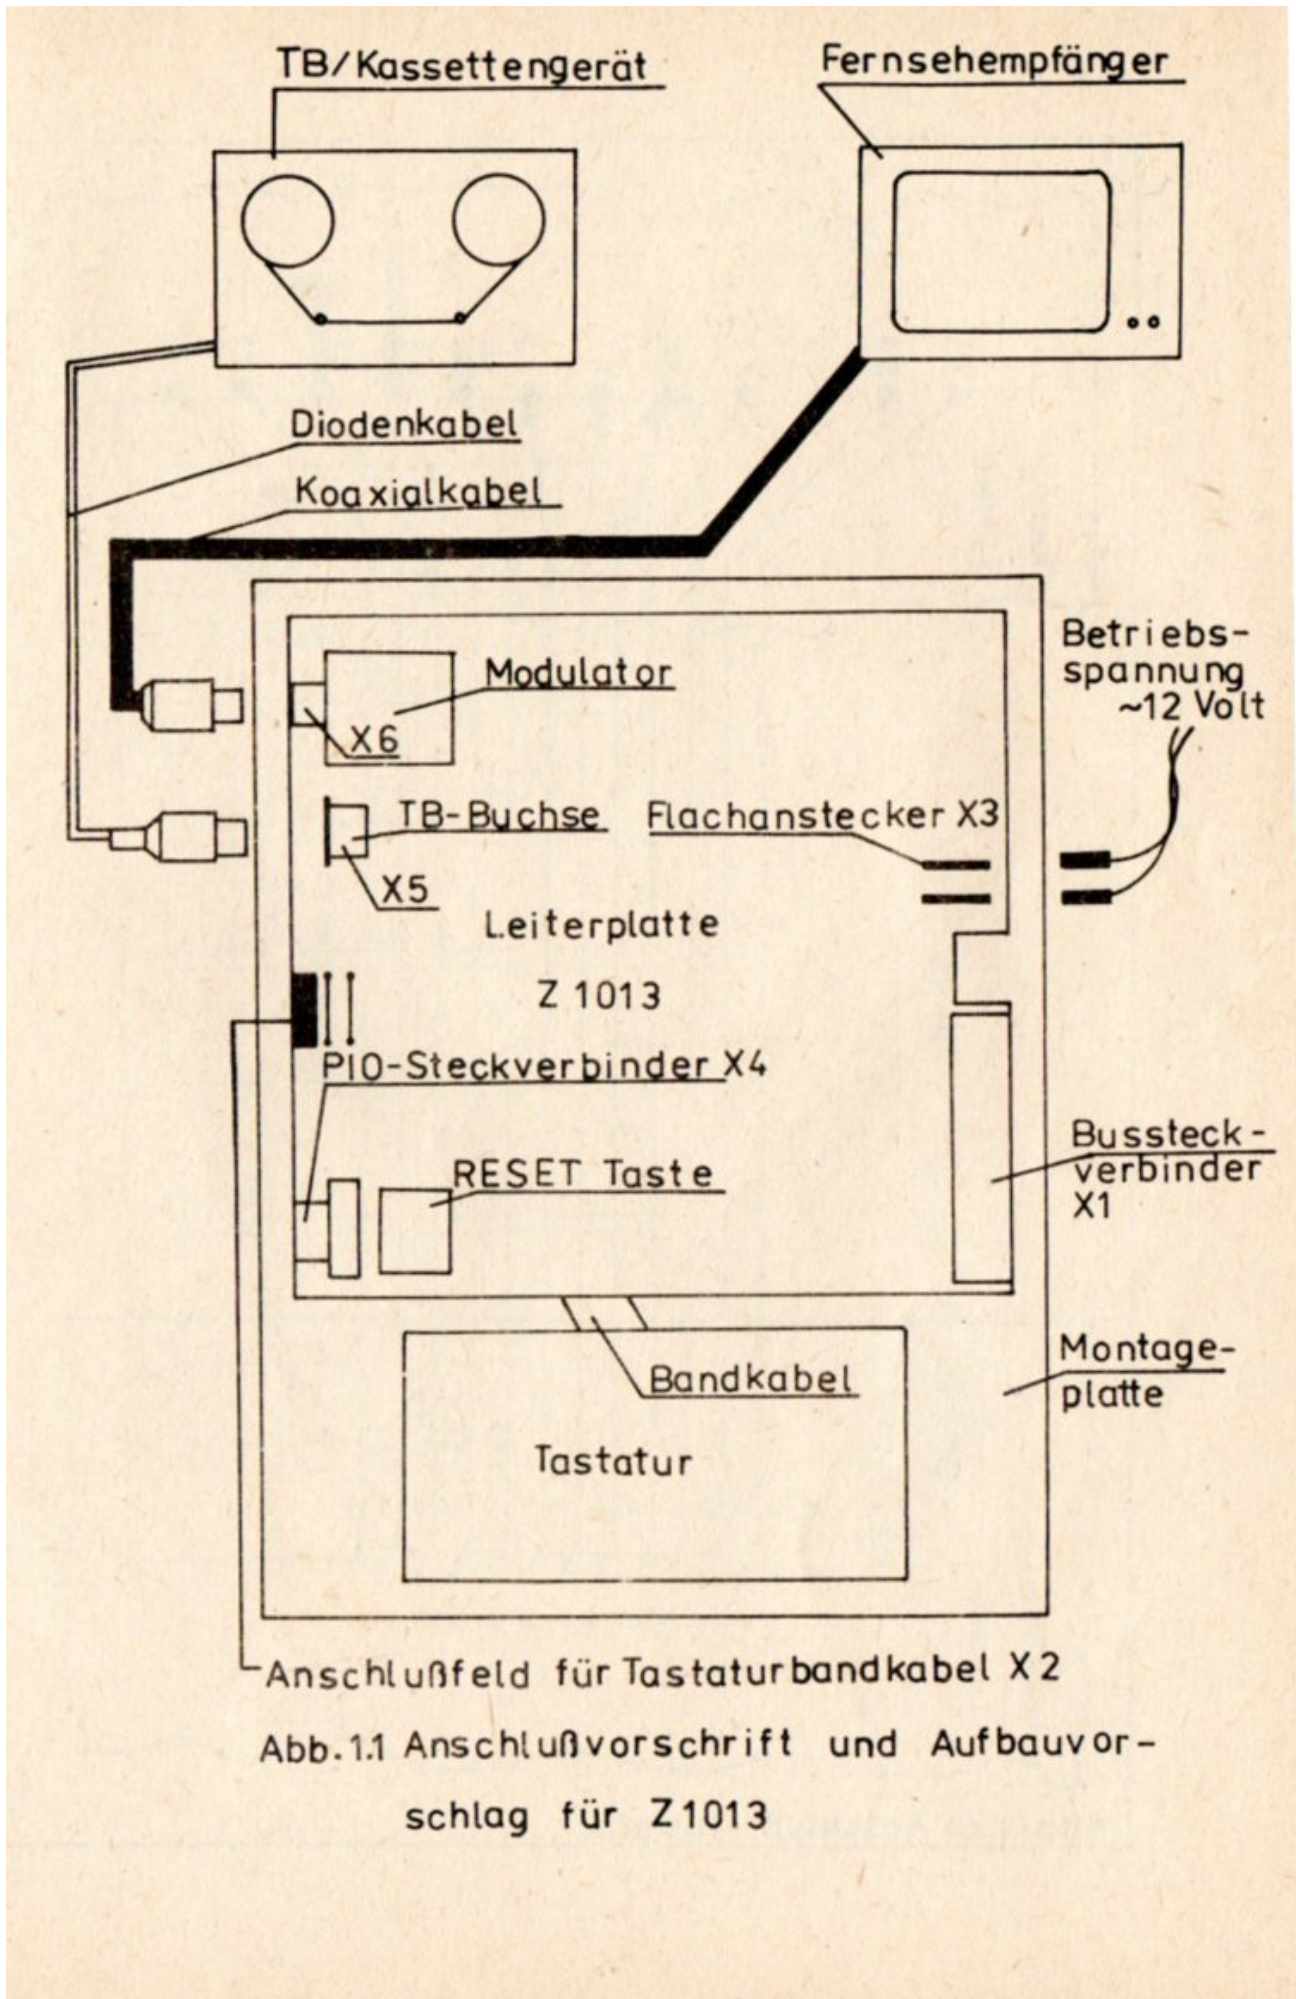 TB/Kassettengerät
Fernsehempfänger
Diodenkabel
Koaxialkabel
Betriebs-
spannung
~12 Volt
Modulator
X6
TB-Buchse
Flachanstecker X3
X5
Leiterplatte
Z 1013
PIO-Steckverbinder X4
RESET Taste
Bussteck-
verbinder
X1
Bandkabel
Montage-
platte
Tastatur
Anschlußfeld für Tastaturbandkabel X2
Abb.1.1 Anschlußvorschrift und Aufbauvor-
schlag für Z1013